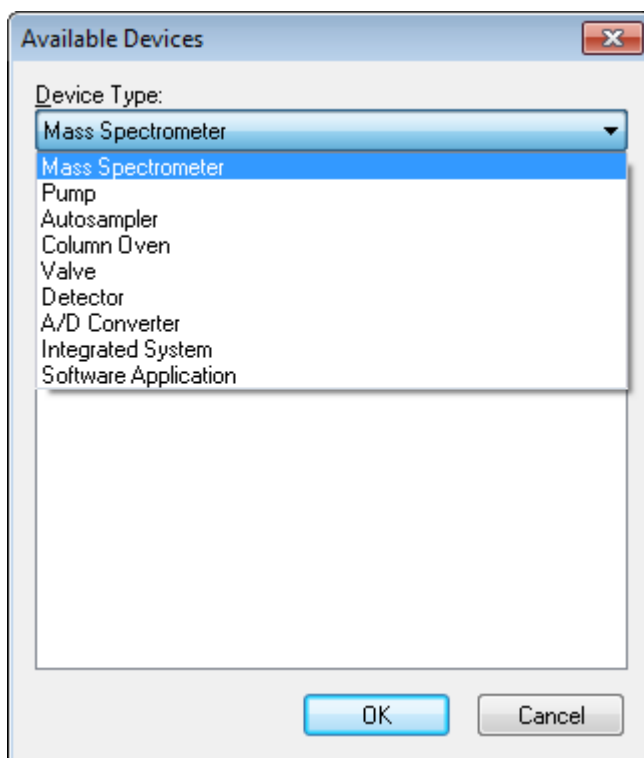 Available Devices
Device Type:
Mass Spectrometer
Mass Spectrometer
Pump
Autosampler
Column Oven
Valve
Detector
A/D Converter
Integrated System
Software Application
OK
Cancel